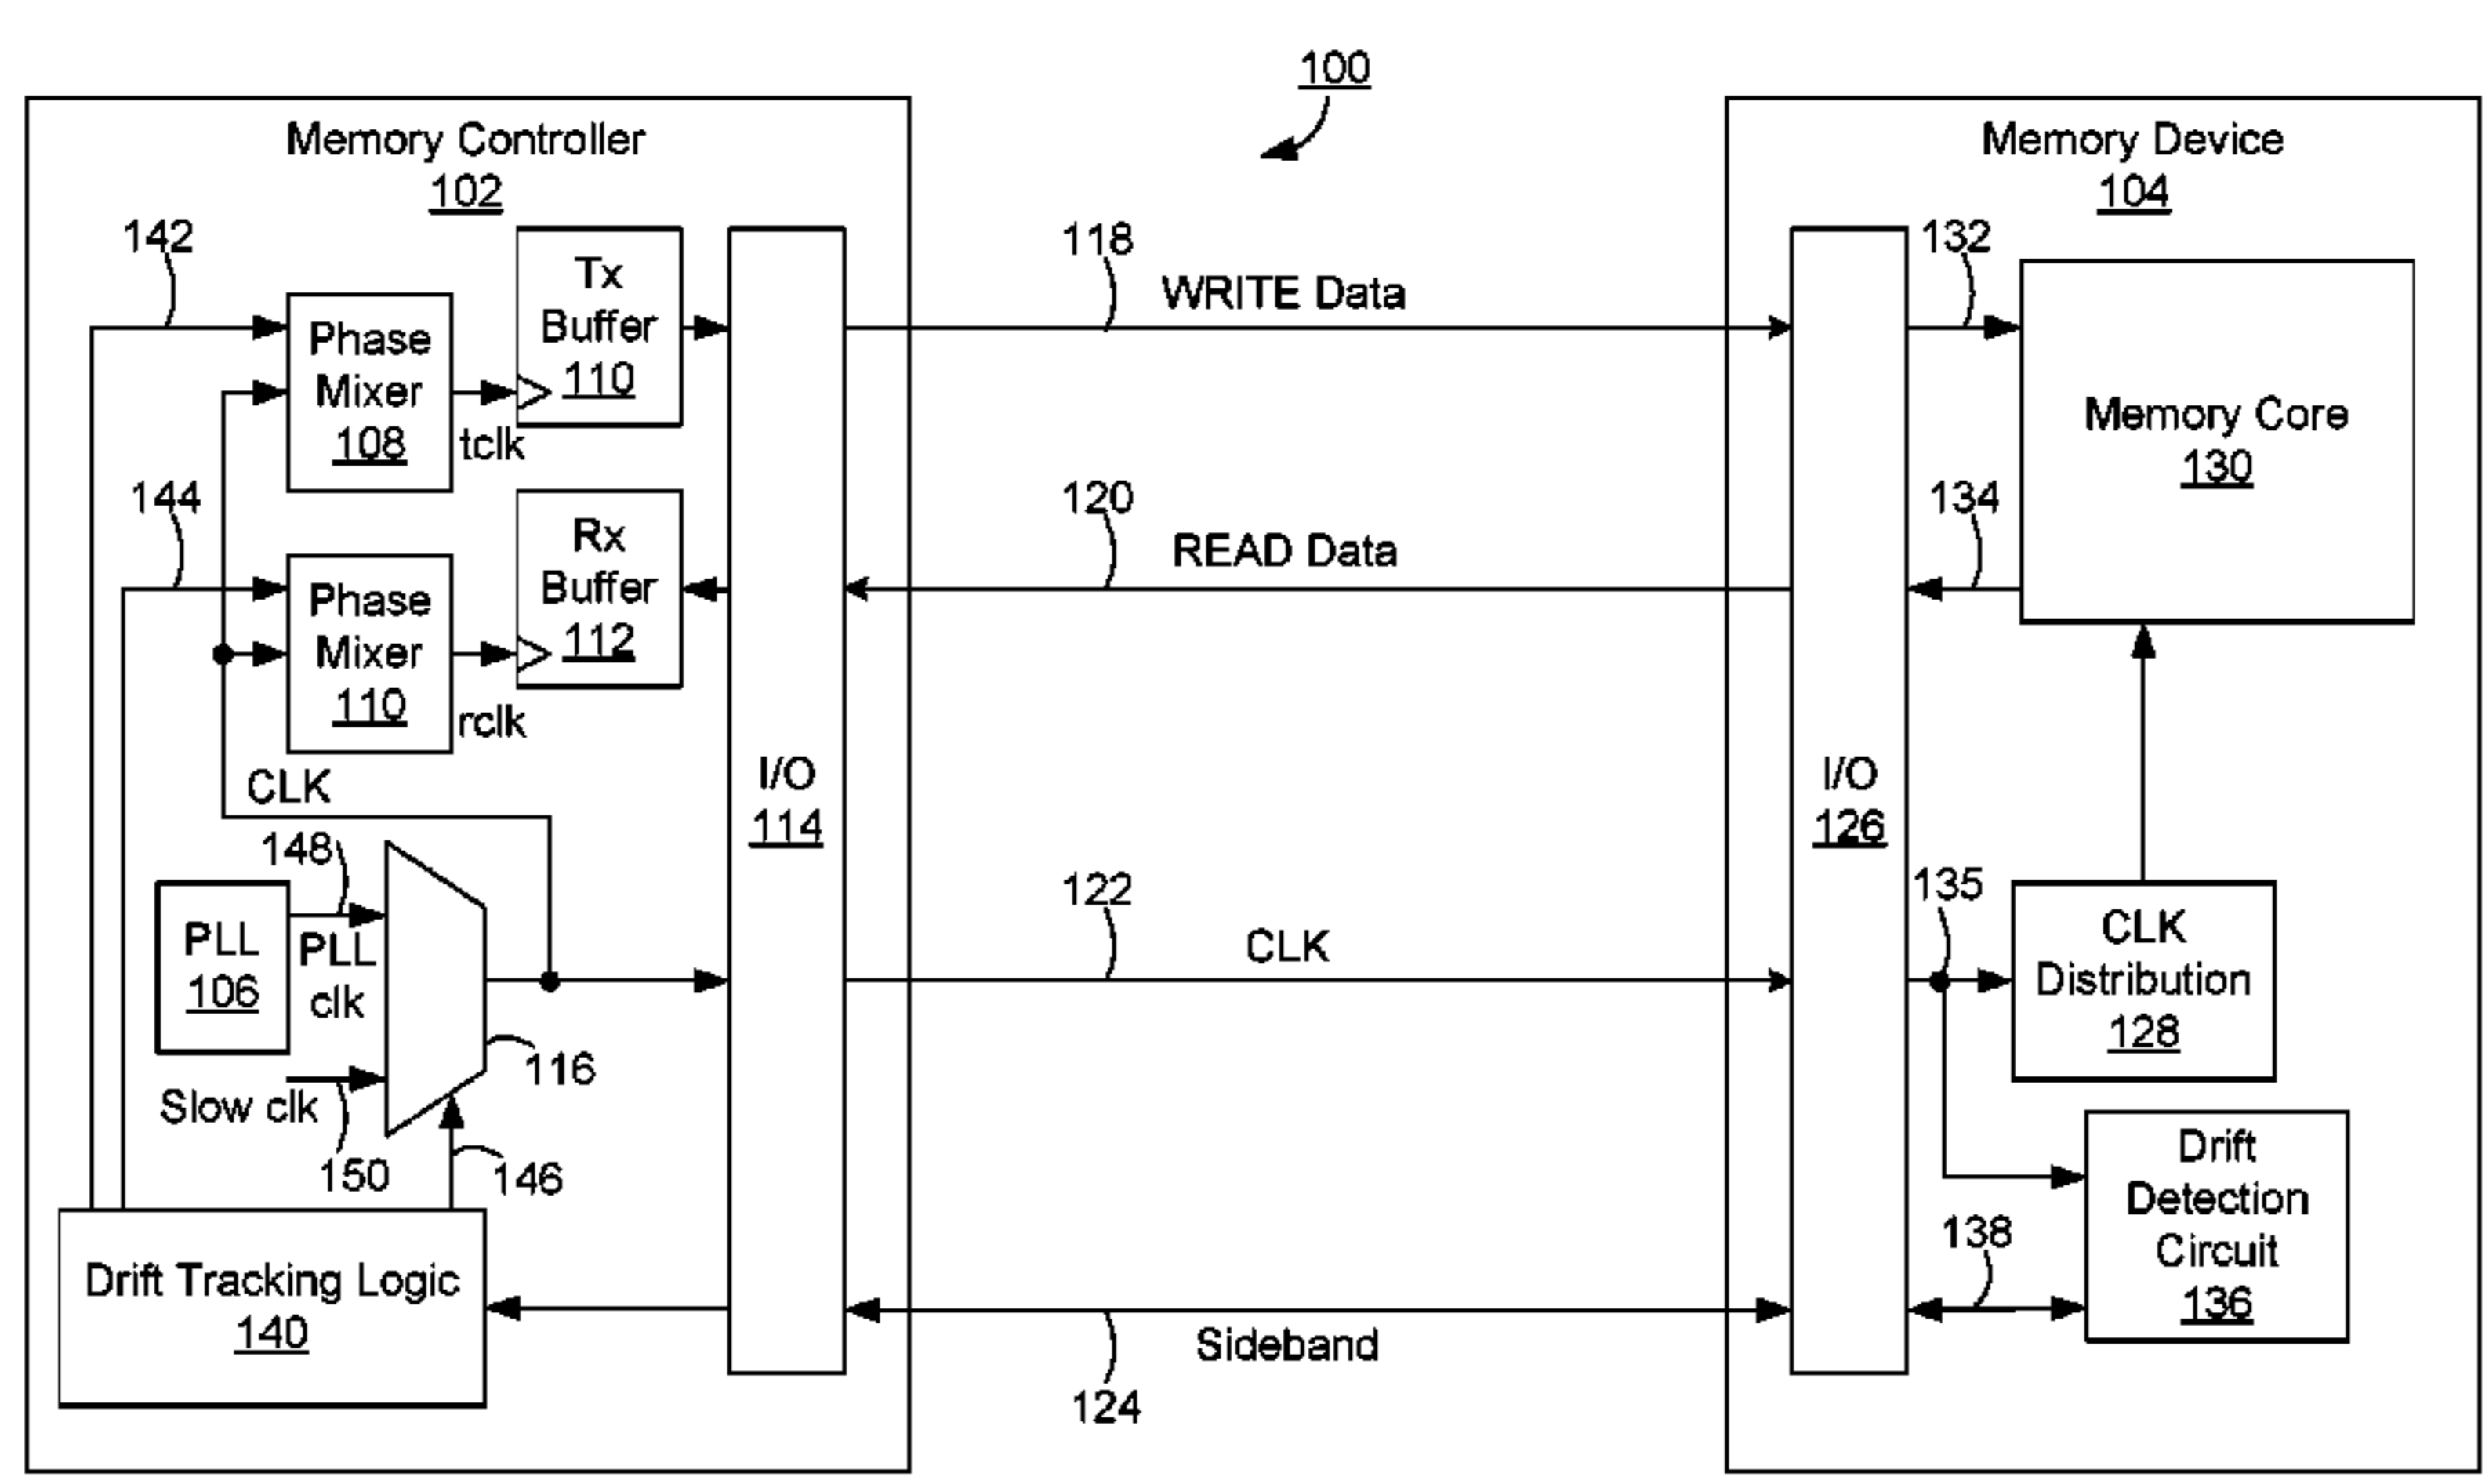 100
Memory Controller
102
142
Phase
Mixer
108
tclk
Tx
Buffer
110
144
Phase
Mixer
110
rclk
Rx
Buffer
112
CLK
148
PLL
106
PLL
clk
Slow clk
150
116
146
Drift Tracking Logic
140
I/O
114
118
WRITE Data
120
READ Data
122
CLK
Sideband
124
Memory Device
104
I/O
126
132
Memory Core
130
134
135
CLK
Distribution
128
138
Drift
Detection
Circuit
136